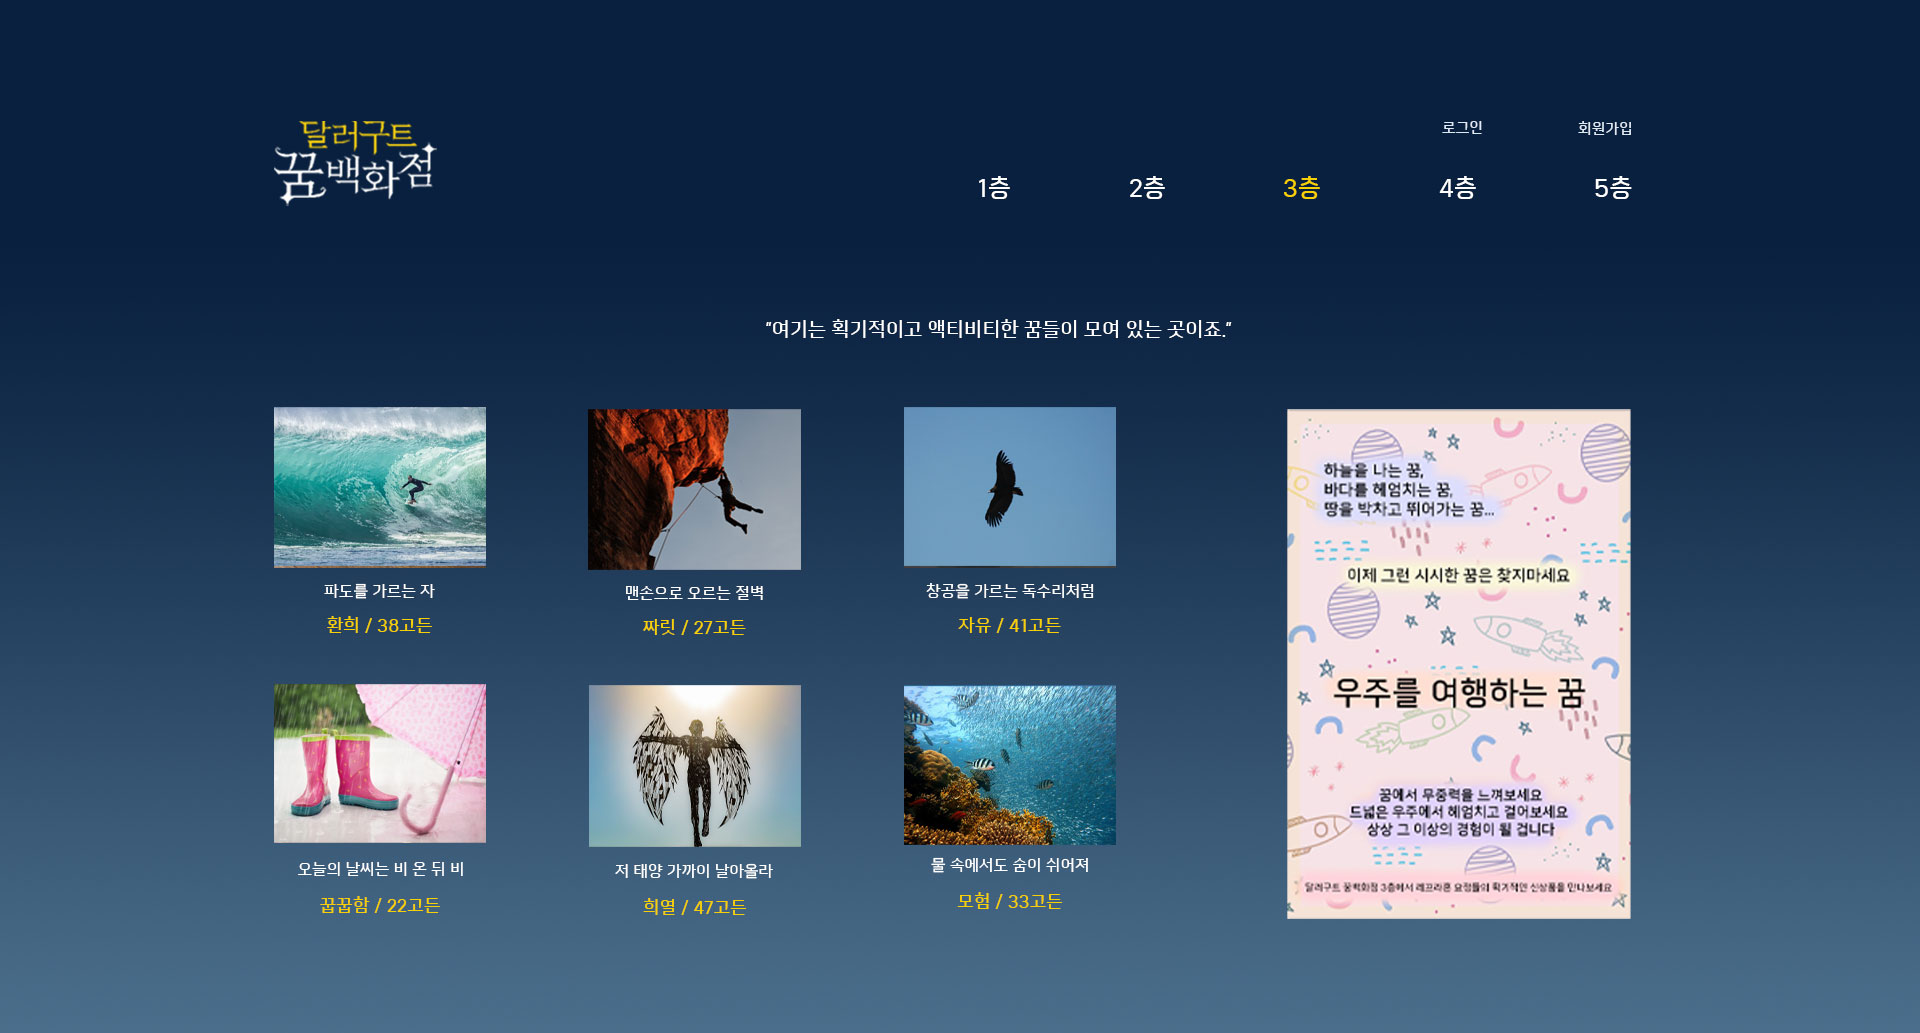 달러구트
꿈백화점
로그인
회원가입
1층
2층
3층
4층
5층
"여기는 획기적이고 액티비티한 꿈들이 모여 있는 곳이죠."
파도를 가르는 자
환희 / 38고든
맨손으로 오르는 절벽
짜릿 / 27고든
창공을 가르는 독수리처럼
자유 / 41고든
오늘의 날씨는 비 온 뒤 비
꿉꿉함 / 22고든
저 태양 가까이 날아올라
희열 / 47고든
물 속에서도 숨이 쉬어져
모험 / 33고든
하늘을 나는 꿈,
바다를 헤엄치는 꿈,
땅을 박차고 뛰어가는 꿈...
이제 그런 시시한 꿈은 찾지마세요
우주를 여행하는 꿈
꿈에서 무중력을 느껴보세요
드넓은 우주에서 헤엄치고 걸어보세요
상상 그 이상의 경험이 될 겁니다
달러구트 꿈백화점 3층에서 레프라혼 요정들의 획기적인 신상품을 만나보세요